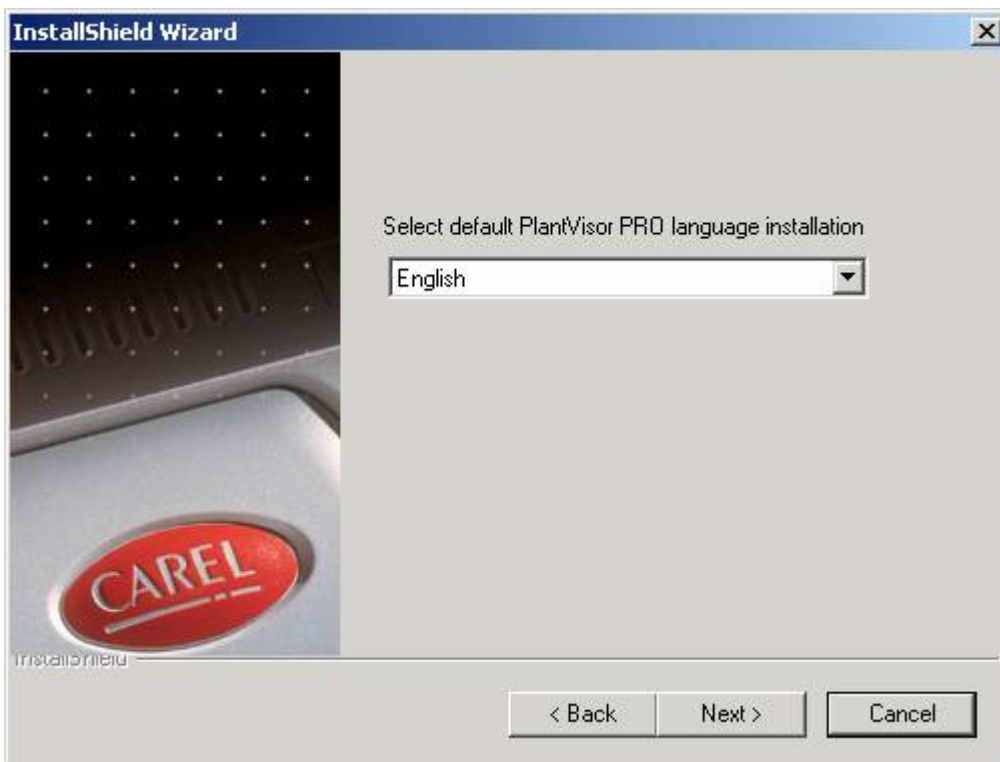 InstallShield Wizard
Select default PlantVisor PRO language installation
English
CAREL
InstallShield
< Back
Next >
Cancel